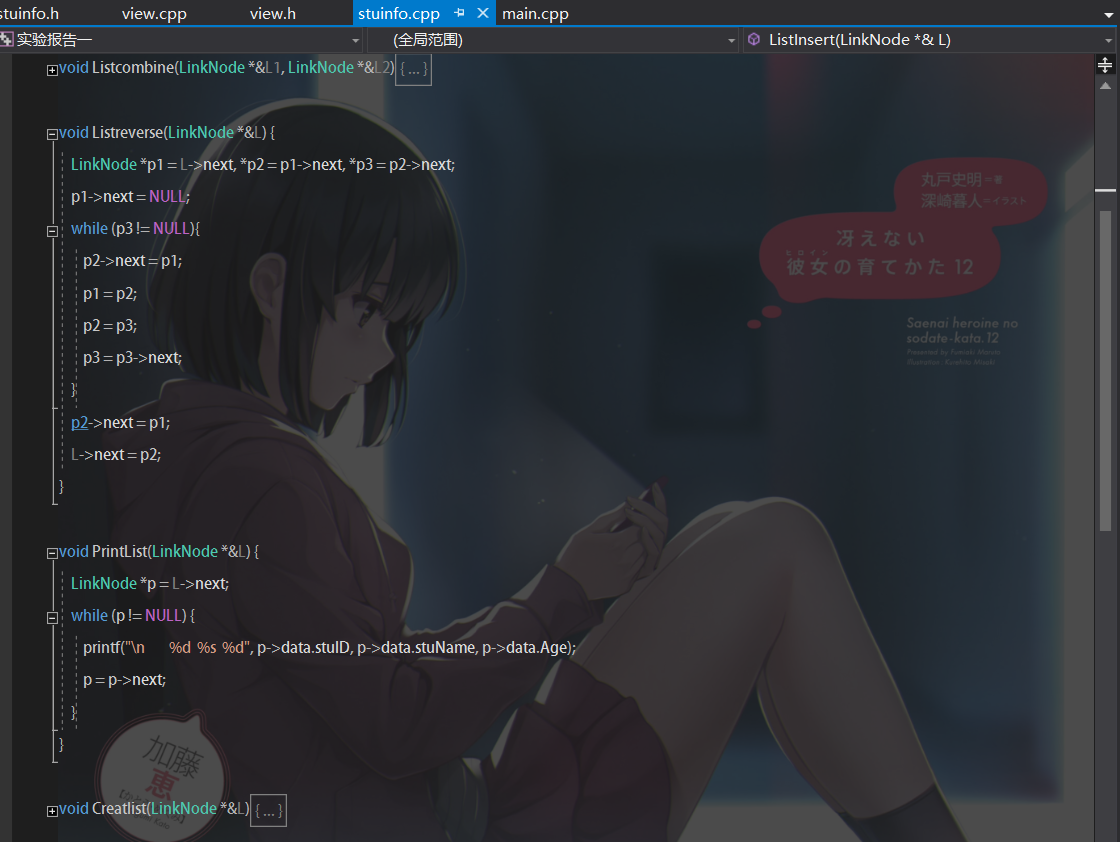 stuinfo.h view.cpp view.h stuinfo.cpp main.cpp
实验报告一 (全局范围) ListInsert(LinkNode *& L)
void Listcombine(LinkNode *&L1, LinkNode *&L2){ ... }
void Listreverse(LinkNode *&L) {
LinkNode *p1 = L->next, *p2 = p1->next, *p3 = p2->next;
p1->next = NULL;
while (p3 != NULL){
p2->next = p1;
p1 = p2;
p2 = p3;
p3 = p3->next;
}
p2->next = p1;
L->next = p2;
}
void PrintList(LinkNode *&L) {
LinkNode *p = L->next;
while (p != NULL) {
printf("\n %d %s %d", p->data.stuID, p->data.stuName, p->data.Age);
p = p->next;
}
}
void Creatlist(LinkNode *&L){ ... }
丸戸史明=著
深崎暮人=イラスト
冴えない
ヒロイン
彼女の育てかた 12
Saenai heroine no
sodate-kata.12
Presented by Fumiaki Maruto
Illustration : Kurehito Misaki
加藤
恵